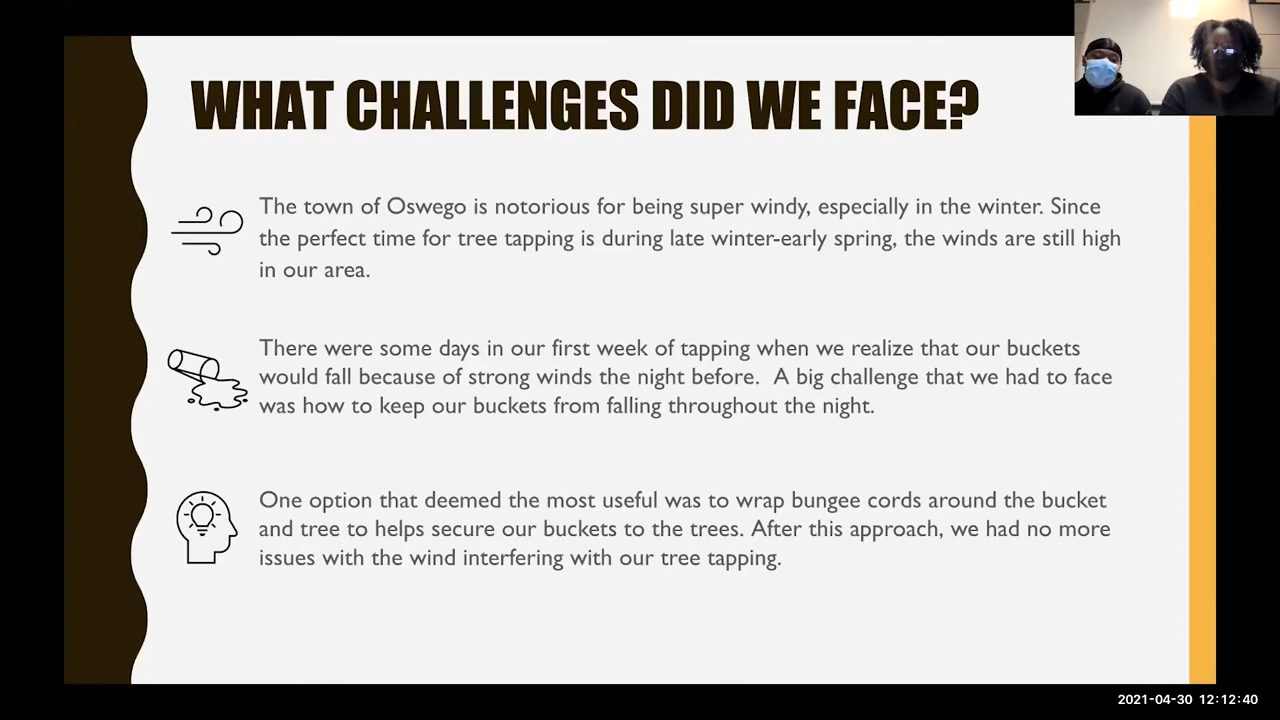 WHAT CHALLENGES DID WE FACE?
The town of Oswego is notorious for being super windy, especially in the winter. Since
the perfect time for tree tapping is during late winter-early spring, the winds are still high
in our area.
There were some days in our first week of tapping when we realize that our buckets
would fall because of strong winds the night before.  A big challenge that we had to face
was how to keep our buckets from falling throughout the night.
One option that deemed the most useful was to wrap bungee cords around the bucket
and tree to helps secure our buckets to the trees. After this approach, we had no more
issues with the wind interfering with our tree tapping.
2021-04-30 12:12:40